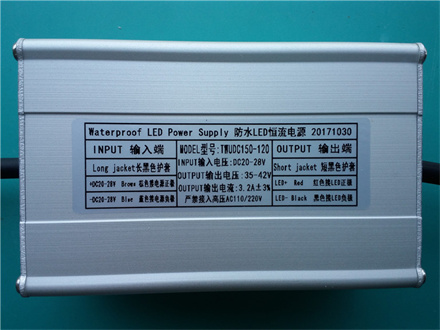 Waterproof LED Power Supply 防水LED恒流电源 20171030
INPUT 输入端
Long jacket长黑色护套
+DC20-28V Brown 棕色接电源正极
-DC20-28V Blue 蓝色接电源负极
MODEL型号:TWUDC150-120
INPUT输入电压:DC20-28V
OUTPUT输出电压:35-42V
OUTPUT输出电流:3.2A±3%
严禁接入高压AC110/220V
OUTPUT 输出端
Short jacket 短黑色护套
LED+ Red 红色接LED正极
LED- Black 黑色接LED负极